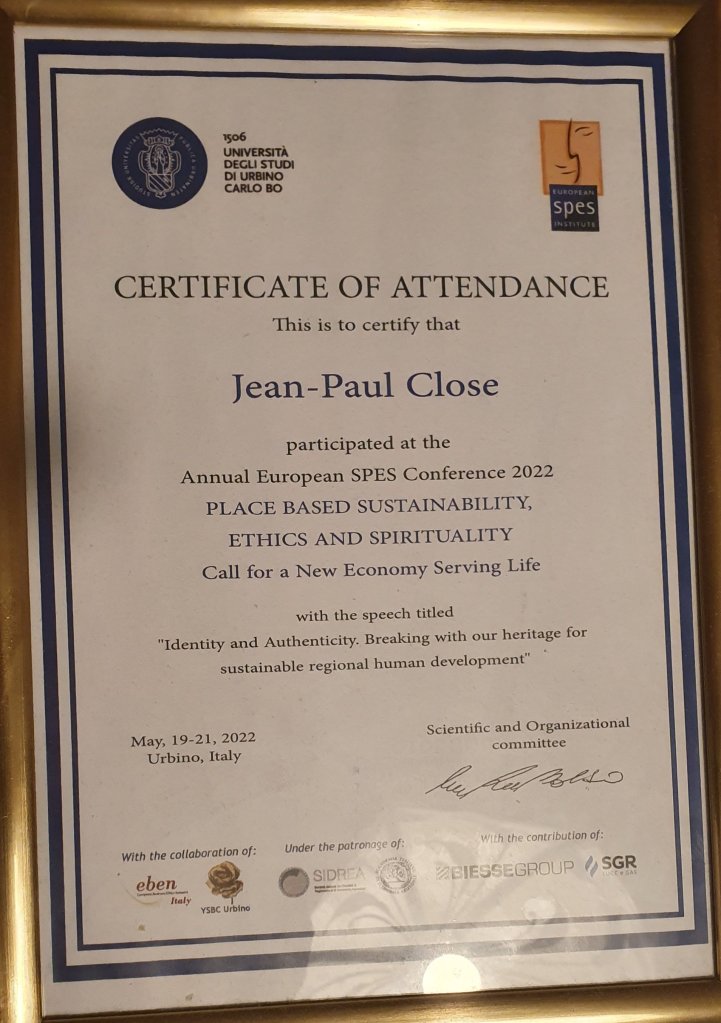 1506
UNIVERSITÀ
DEGLI STUDI
DI URBINO
CARLO BO
EUROPEAN
spes
INSTITUTE
CERTIFICATE OF ATTENDANCE
This is to certify that
Jean-Paul Close
participated at the
Annual European SPES Conference 2022
PLACE BASED SUSTAINABILITY,
ETHICS AND SPIRITUALITY
Call for a New Economy Serving Life
with the speech titled
"Identity and Authenticity. Breaking with our heritage for
sustainable regional human development"
May, 19-21, 2022
Urbino, Italy
Scientific and Organizational
committee
With the collaboration of:
Under the patronage of:
With the contribution of:
eben
Italy
YSBC Urbino
SIDREA
BIESSEGROUP
SGR
LUCE e GAS